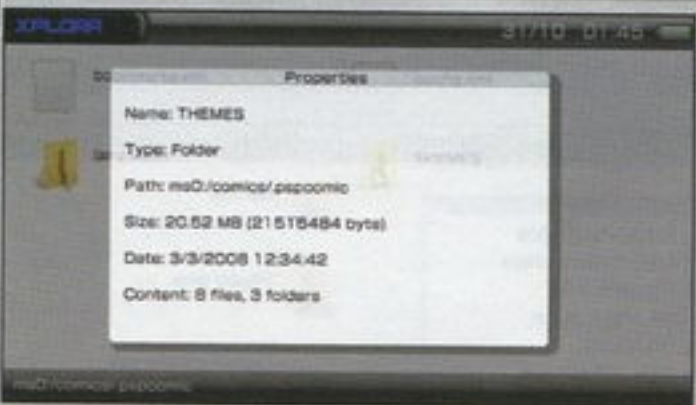 XPLORA
31/10 01:45
Properties
Name: THEMES
Type: Folder
Path: ms0:/comics/.pspcomic
Size: 20.52 MB (21515484 byte)
Date: 3/3/2008 12:34:42
Content: 8 files, 3 folders
ms0:/comics/.pspcomic